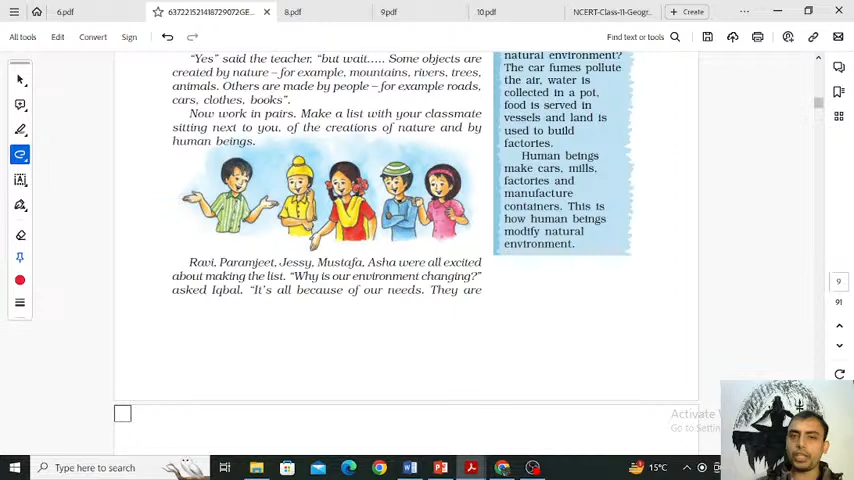 6.pdf
637221521418729072GE...
8.pdf
9pdf
10.pdf
NCERT-Class-11-Geogr...
Create
All tools
Edit
Convert
Sign
Find text or tools
"Yes" said the teacher, "but wait..... Some objects are
created by nature – for example, mountains, rivers, trees,
animals. Others are made by people – for example roads,
cars, clothes, books".
Now work in pairs. Make a list with your classmate
sitting next to you, of the creations of nature and by
human beings.
Ravi, Paramjeet, Jessy, Mustafa, Asha were all excited
about making the list. "Why is our environment changing?"
asked Iqbal. "It's all because of our needs. They are
natural environment?
The car fumes pollute
the air, water is
collected in a pot,
food is served in
vessels and land is
used to build
factories.
Human beings
make cars, mills,
factories and
manufacture
containers. This is
how human beings
modify natural
environment.
9
91
Activate
Go to Settin
Type here to search
15°C